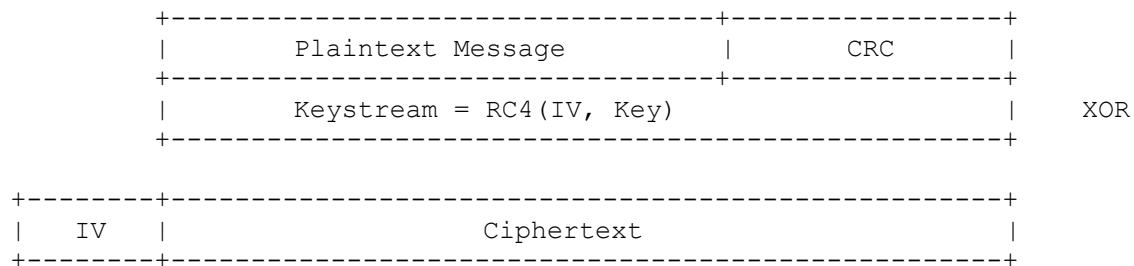 Plaintext Message CRC
Keystream = RC4(IV, Key) XOR
IV Ciphertext